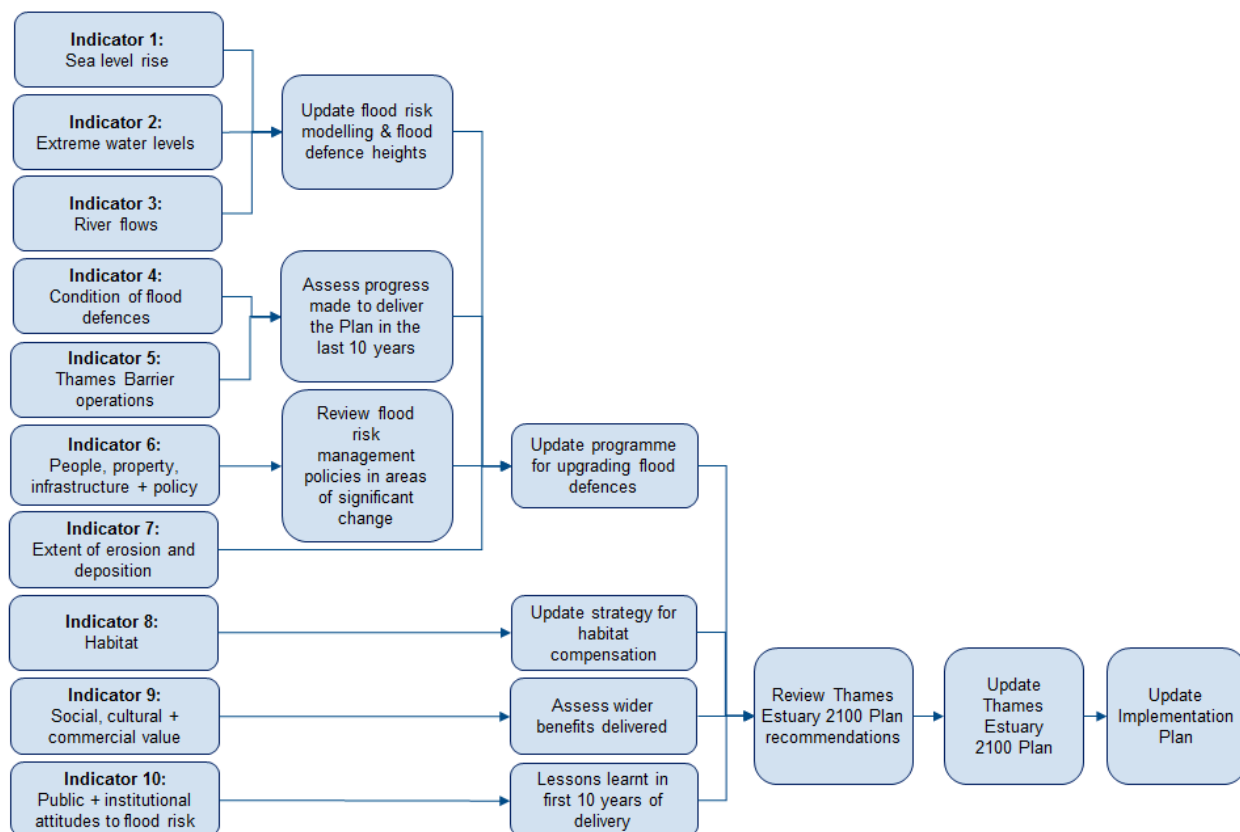 Indicator 1:
Sea level rise
Indicator 2:
Extreme water levels
Indicator 3:
River flows
Indicator 4:
Condition of flood
defences
Indicator 5:
Thames Barrier
operations
Indicator 6:
People, property,
infrastructure + policy
Indicator 7:
Extent of erosion and
deposition
Indicator 8:
Habitat
Indicator 9:
Social, cultural +
commercial value
Indicator 10:
Public + institutional
attitudes to flood risk
Update flood risk
modelling & flood
defence heights
Assess progress
made to deliver
the Plan in the
last 10 years
Review flood
risk
management
policies in areas
of significant
change
Update programme
for upgrading flood
defences
Update strategy for
habitat
compensation
Assess wider
benefits delivered
Lessons learnt in
first 10 years of
delivery
Review Thames
Estuary 2100 Plan
recommendations
Update
Thames
Estuary
2100 Plan
Update
Implementation
Plan